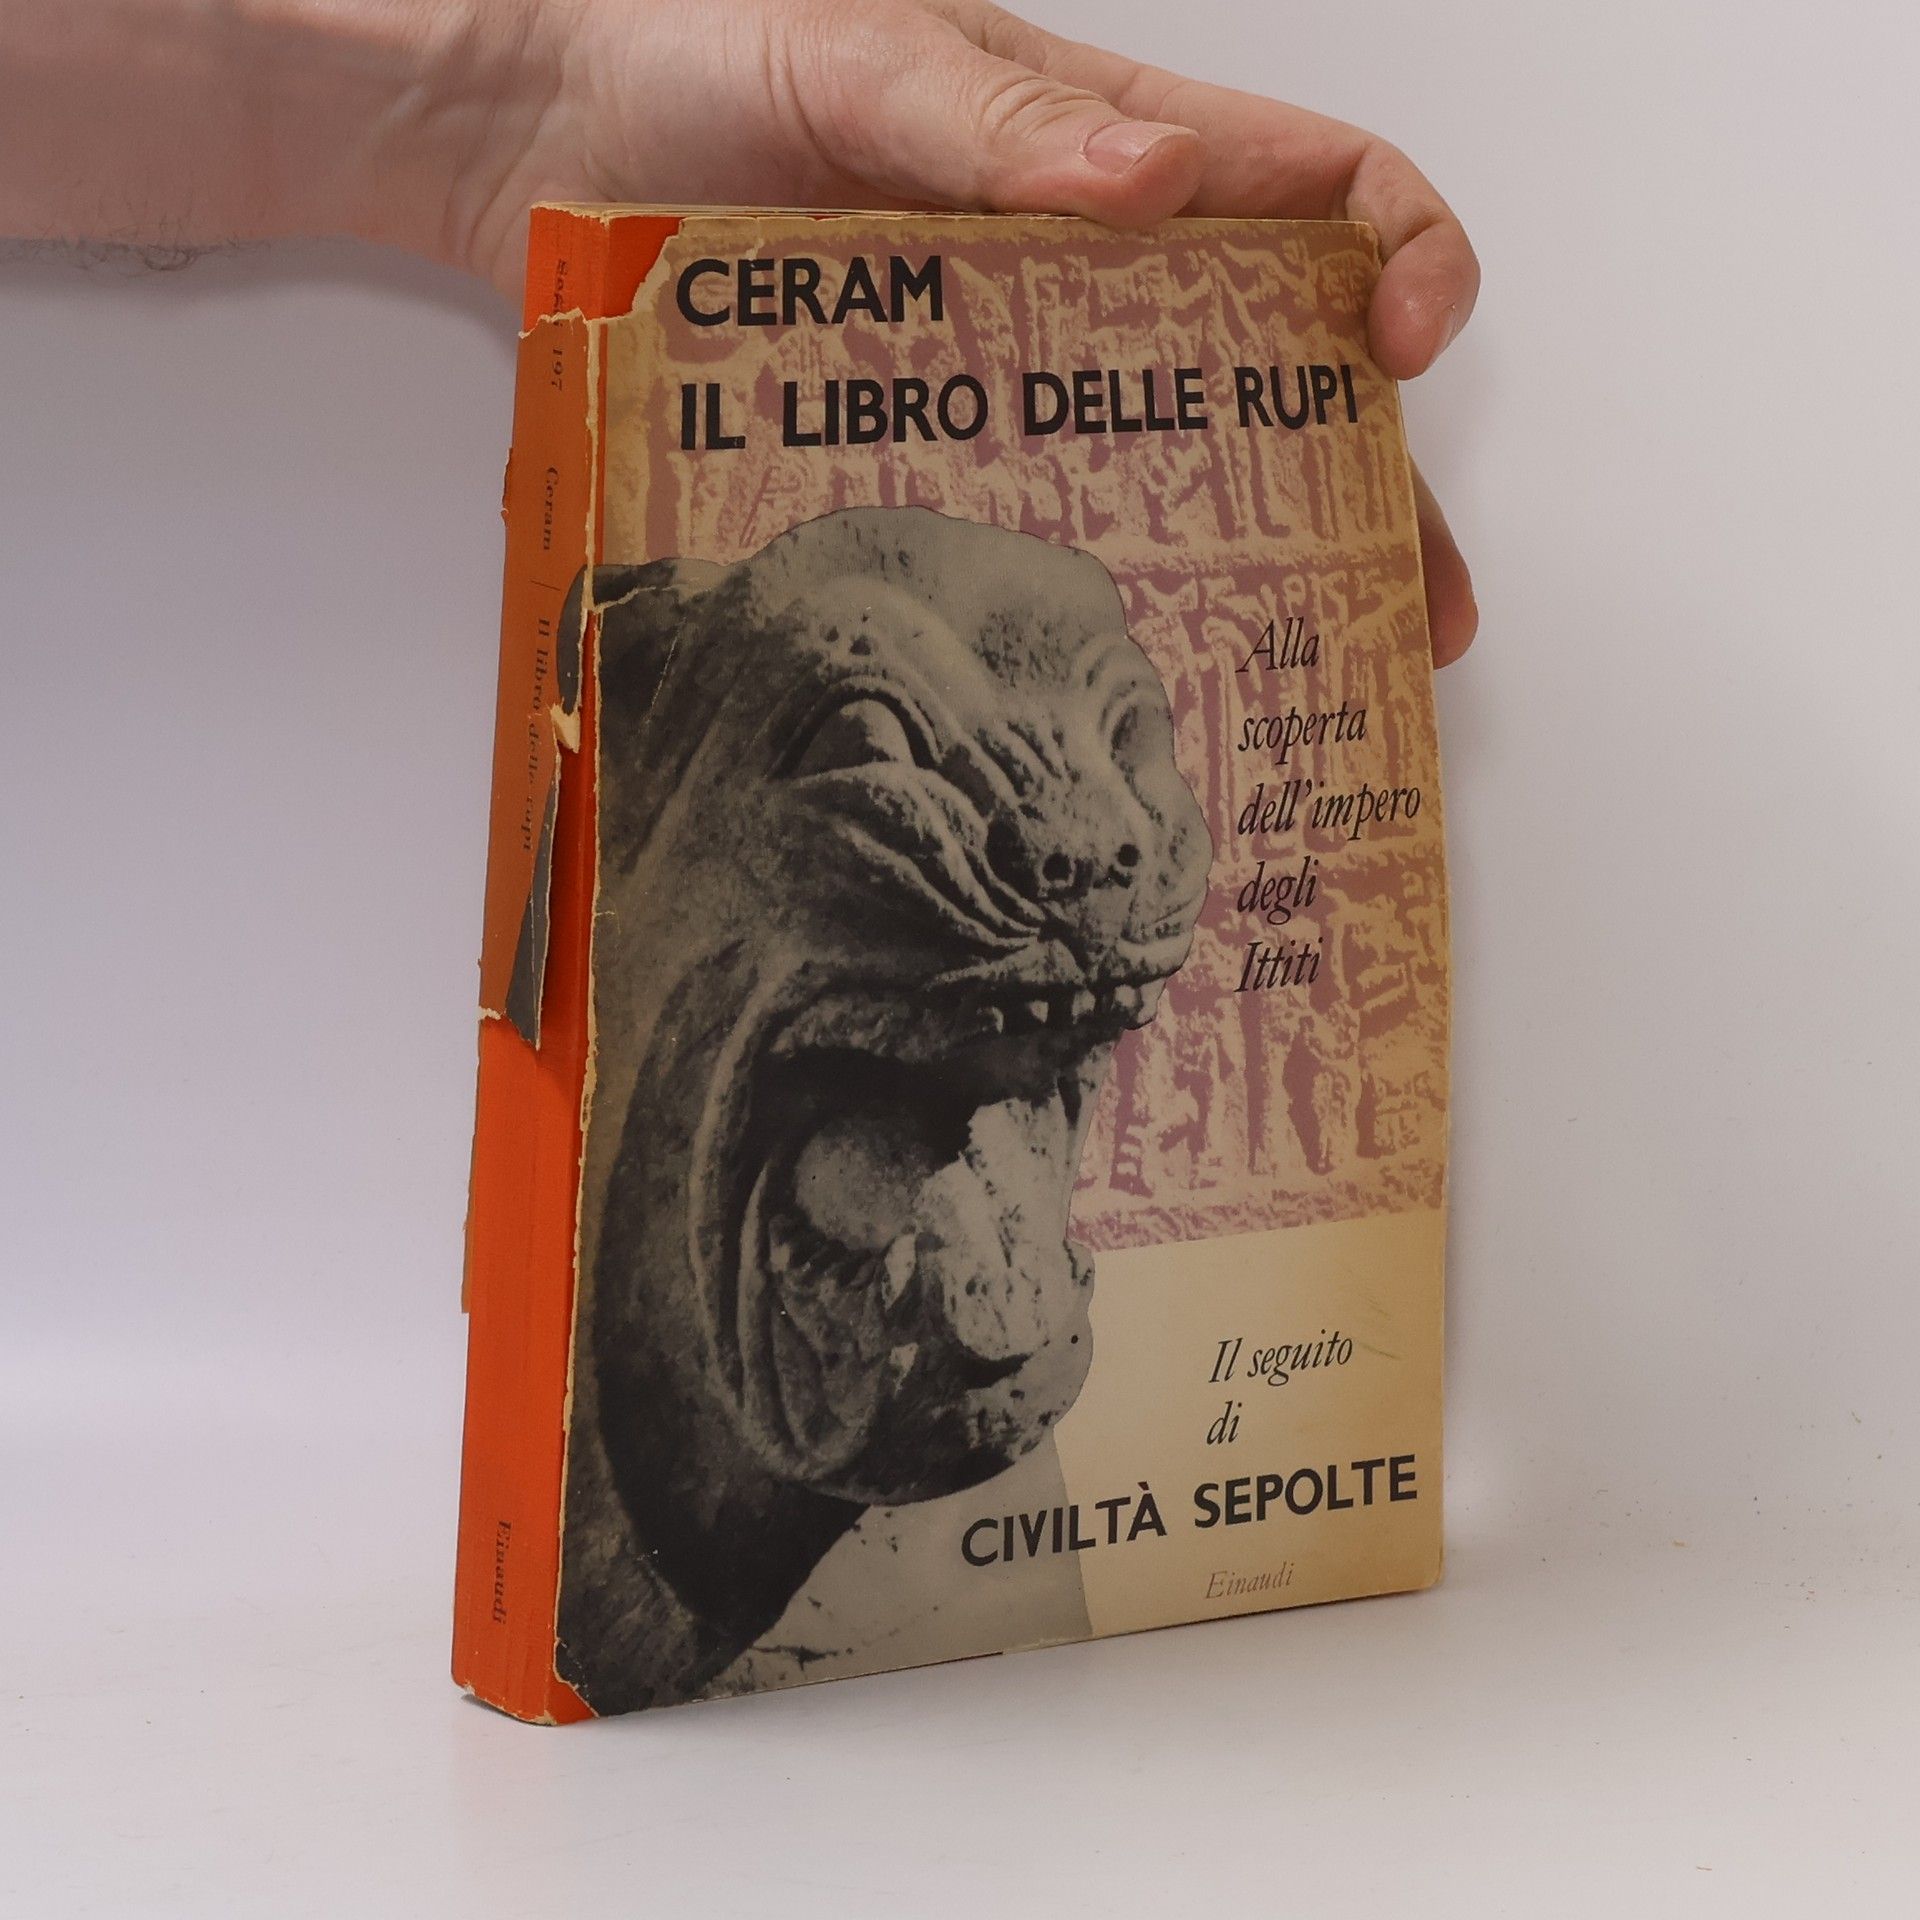 CERAM
IL LIBRO DELLE RUPI
Alla
scoperta
dell'impero
degli
Ittiti
Il seguito
di
CIVILTÀ SEPOLTE
Einaudi
Saggi 197
Ceram | Il libro delle rupi
Einaudi